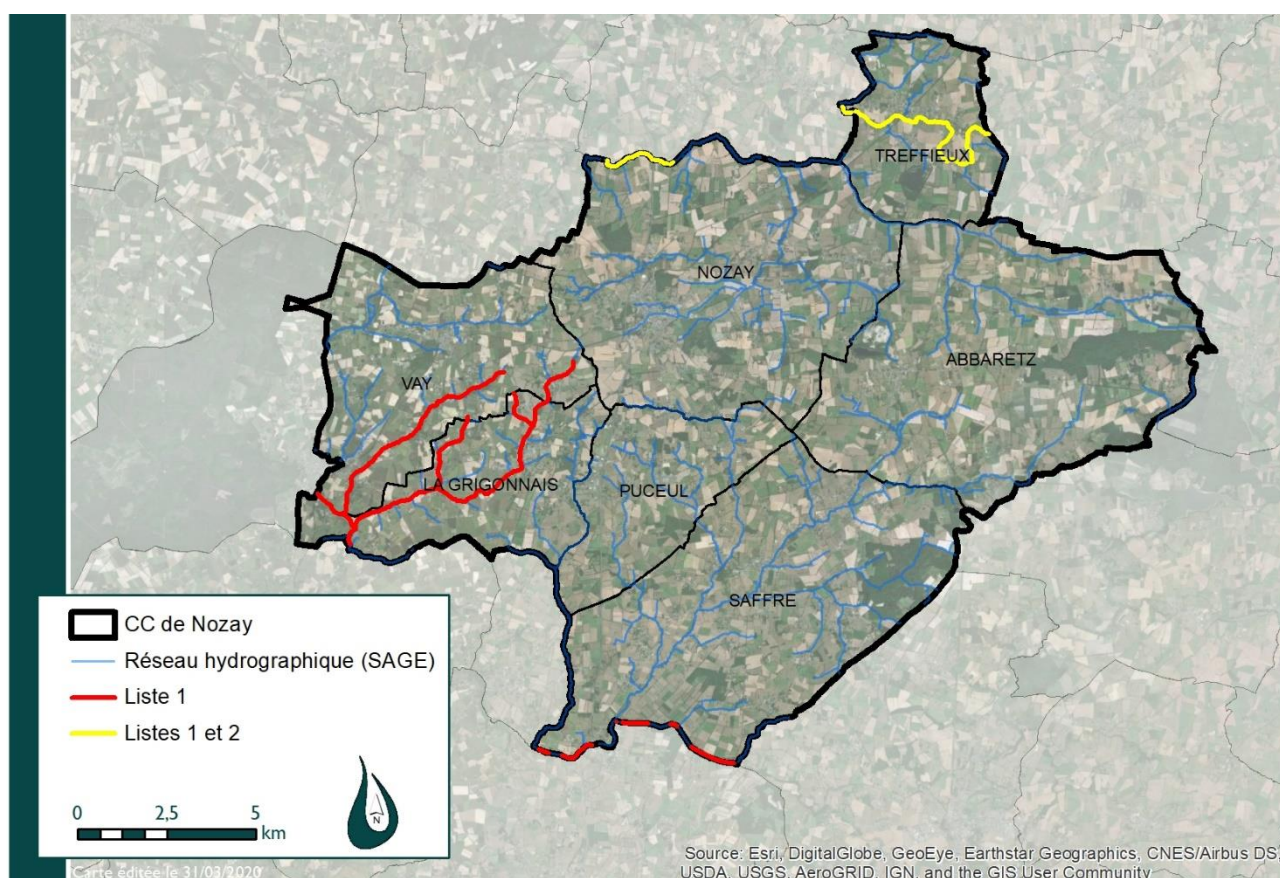 TREFFIEUX
NOZAY
ABBARETZ
VAY
LA GRIGONNAIS
PUCEUL
SAFFRE
CC de Nozay
Réseau hydrographique (SAGE)
Liste 1
Listes 1 et 2
0 2,5 5
km
N
Source: Esri, DigitalGlobe, GeoEye, Earthstar Geographics, CNES/Airbus DS,
USDA, USGS, AeroGRID, IGN, and the GIS User Community
Carte éditée le 31/03/2020